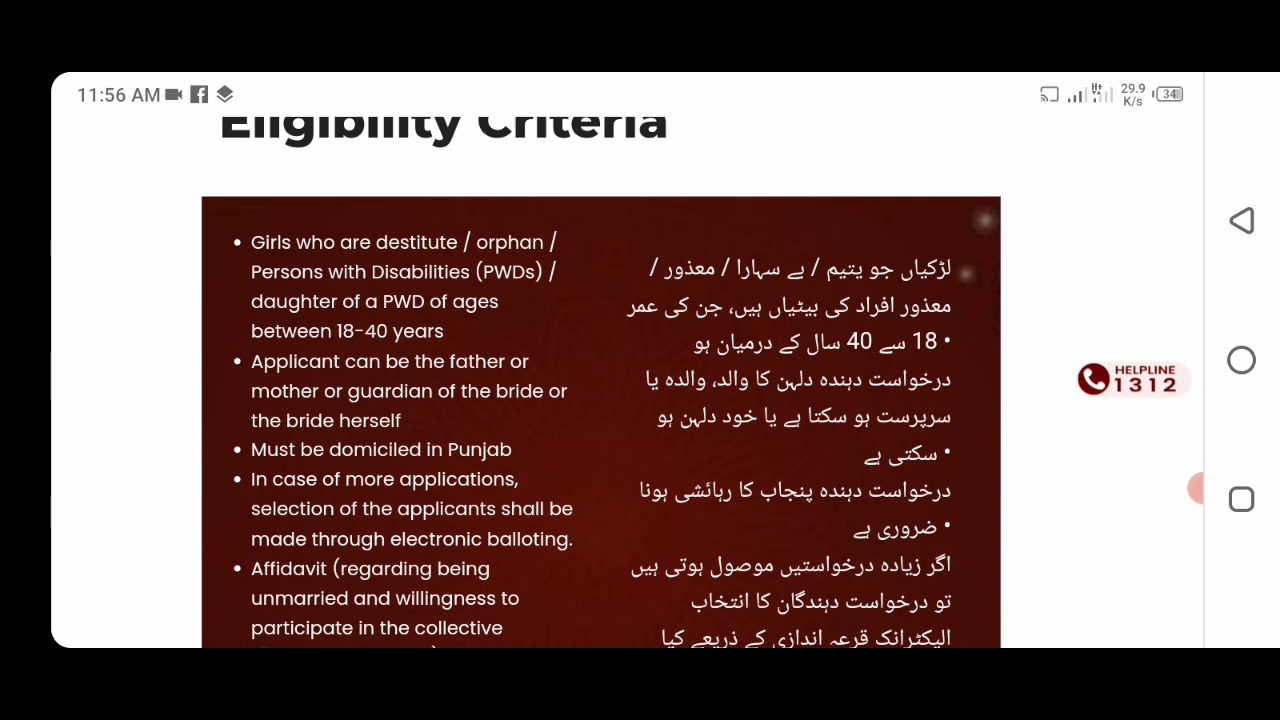 11:56 AM
29.9
K/s
34
Eligibility Criteria
• Girls who are destitute / orphan /
Persons with Disabilities (PWDs) /
daughter of a PWD of ages
between 18-40 years
• Applicant can be the father or
mother or guardian of the bride or
the bride herself
• Must be domiciled in Punjab
• In case of more applications,
selection of the applicants shall be
made through electronic balloting.
• Affidavit (regarding being
unmarried and willingness to
participate in the collective
لڑکیاں جو یتیم / بے سہارا / معذور /
معذور افراد کی بیٹیاں ہیں، جن کی عمر
• 18 سے 40 سال کے درمیان ہو
درخواست دہندہ دلہن کا والد، والدہ یا
سرپرست ہو سکتا ہے یا خود دلہن ہو
• سکتی ہے
درخواست دہندہ پنجاب کا رہائشی ہونا
• ضروری ہے
اگر زیادہ درخواستیں موصول ہوتی ہیں
تو درخواست دہندگان کا انتخاب
الیکٹرانک قرعہ اندازی کے ذریعے کیا
HELPLINE
1312